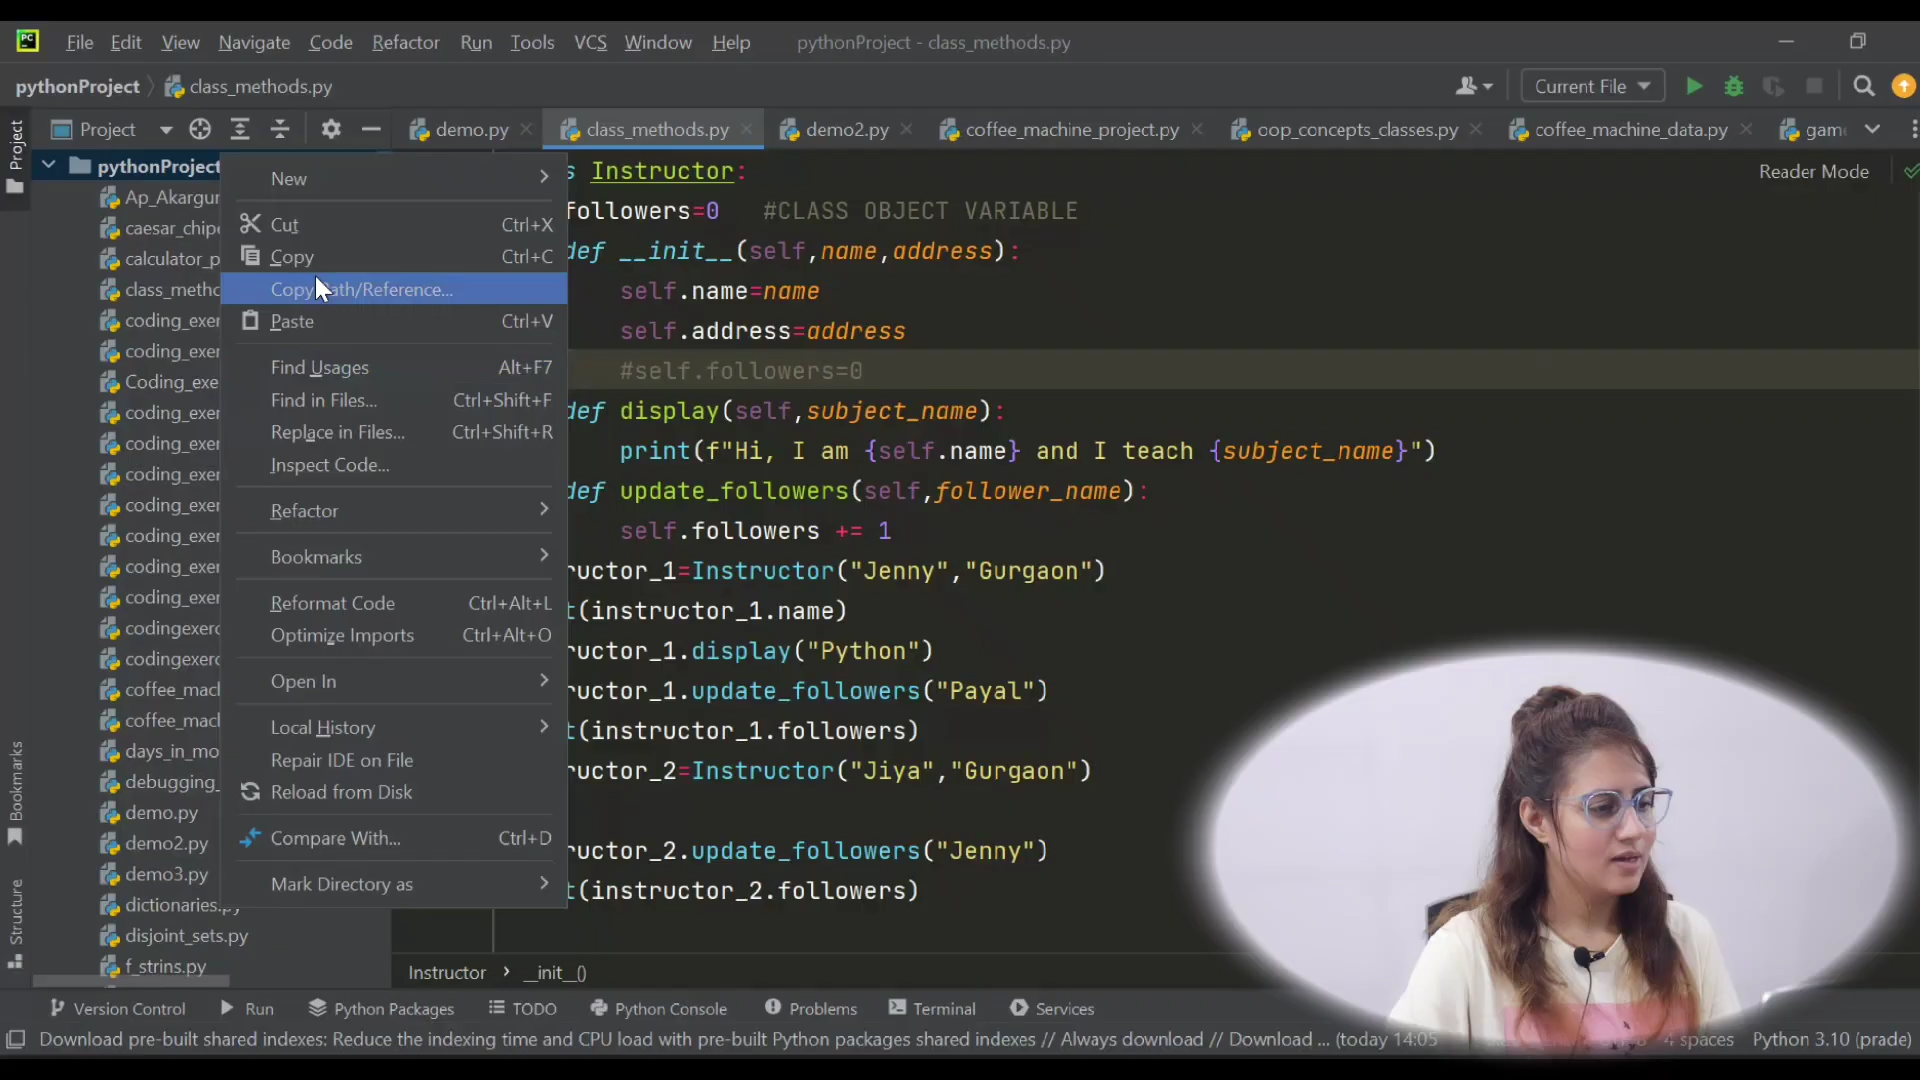 PC File Edit View Navigate Code Refactor Run Tools VCS Window Help pythonProject - class_methods.py
pythonProject class_methods.py Current File
Project demo.py class_methods.py demo2.py coffee_machine_project.py oop_concepts_classes.py coffee_machine_data.py game
Project
pythonProject
Ap_Akargur
caesar_chipe
calculator_p
class_metho
coding_exer
coding_exer
Coding_exe
coding_exer
coding_exer
coding_exer
coding_exer
coding_exer
coding_exer
coding_exer
codingexerc
codingexerc
coffee_macl
coffee_macl
days_in_mo
debugging_
demo.py
demo2.py
demo3.py
dictionaries.py
disjoint_sets.py
f_strins.py
Bookmarks
Structure
New
Cut Ctrl+X
Copy Ctrl+C
Copy Path/Reference...
Paste Ctrl+V
Find Usages Alt+F7
Find in Files... Ctrl+Shift+F
Replace in Files... Ctrl+Shift+R
Inspect Code...
Refactor
Bookmarks
Reformat Code Ctrl+Alt+L
Optimize Imports Ctrl+Alt+O
Open In
Local History
Repair IDE on File
Reload from Disk
Compare With... Ctrl+D
Mark Directory as
Reader Mode
s Instructor:
followers=0 #CLASS OBJECT VARIABLE
def __init__(self,name,address):
self.name=name
self.address=address
#self.followers=0
def display(self,subject_name):
print(f"Hi, I am {self.name} and I teach {subject_name}")
def update_followers(self,follower_name):
self.followers += 1
ructor_1=Instructor("Jenny","Gurgaon")
t(instructor_1.name)
ructor_1.display("Python")
ructor_1.update_followers("Payal")
t(instructor_1.followers)
ructor_2=Instructor("Jiya","Gurgaon")
ructor_2.update_followers("Jenny")
t(instructor_2.followers)
Instructor › __init__()
Version Control Run Python Packages TODO Python Console Problems Terminal Services
Download pre-built shared indexes: Reduce the indexing time and CPU load with pre-built Python packages shared indexes // Always download // Download ... (today 14:05 4 spaces Python 3.10 (prade)